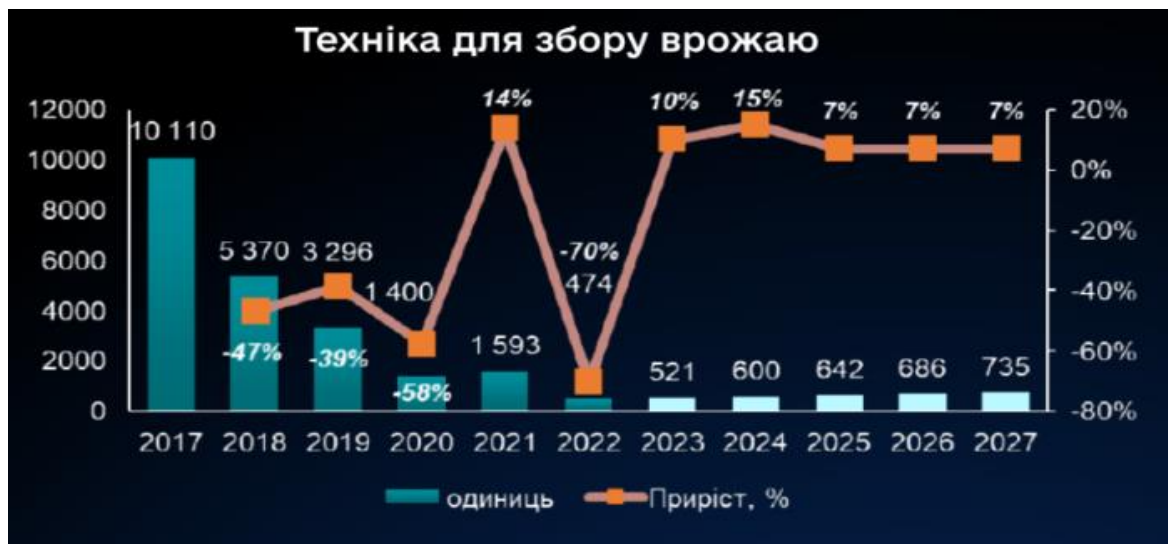 Техніка для збору врожаю
14% 10% 15% 7% 7% 7%
12000 20%
10 110
10000 0%
8000 -20%
-70%
6000 5 370 3 296 474 -40%
1 400
4000
-47% -39% 1 593 -60%
2000 -58% 521 600 642 686 735
0 -80%
2017 2018 2019 2020 2021 2022 2023 2024 2025 2026 2027
одиниць Приріст, %